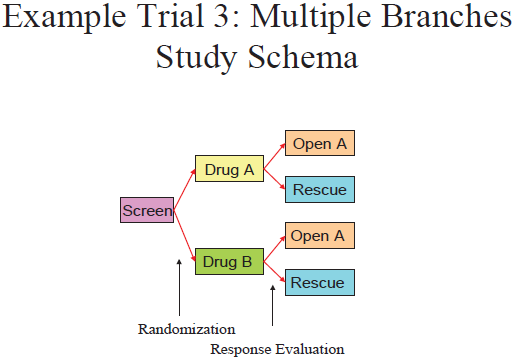 Example Trial 3: Multiple Branches
Study Schema
Open A
Drug A
Rescue
Screen
Open A
Drug B
Rescue
Randomization
Response Evaluation